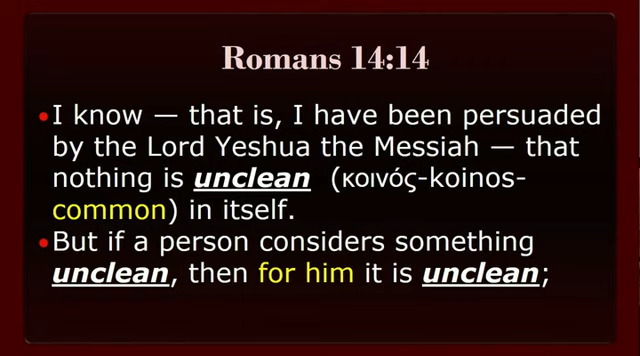 Romans 14:14
•I know — that is, I have been persuaded
by the Lord Yeshua the Messiah — that
nothing is unclean (κοινός-koinos-
common) in itself.
•But if a person considers something
unclean, then for him it is unclean;